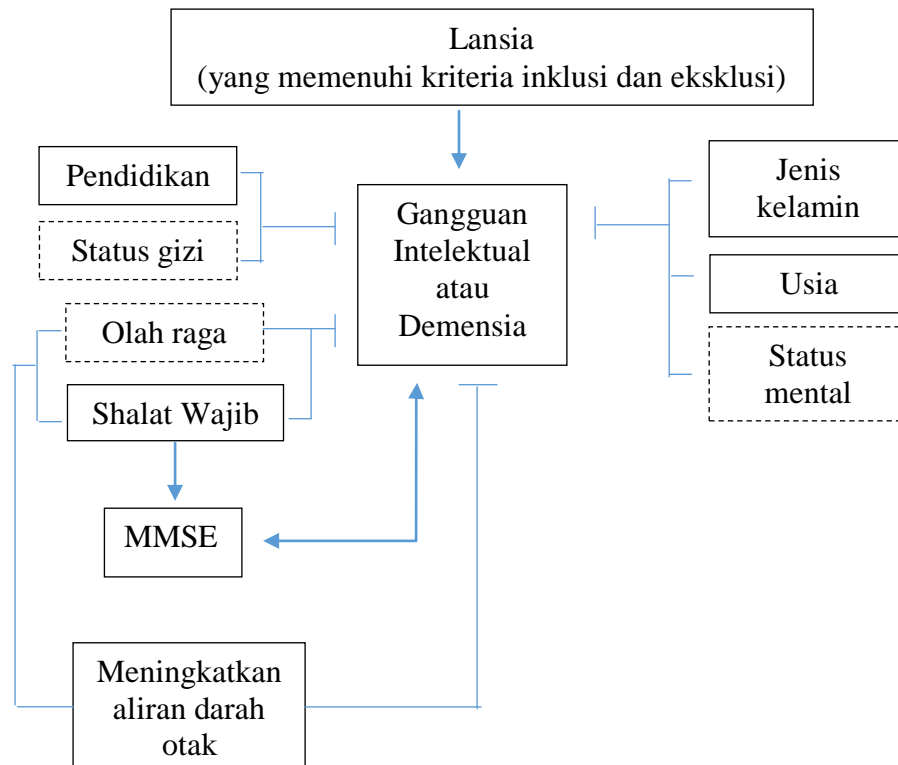 Lansia
(yang memenuhi kriteria inklusi dan eksklusi)
Pendidikan
Status gizi
Olah raga
Shalat Wajib
MMSE
Gangguan
Intelektual
atau
Demensia
Jenis
kelamin
Usia
Status
mental
Meningkatkan
aliran darah
otak